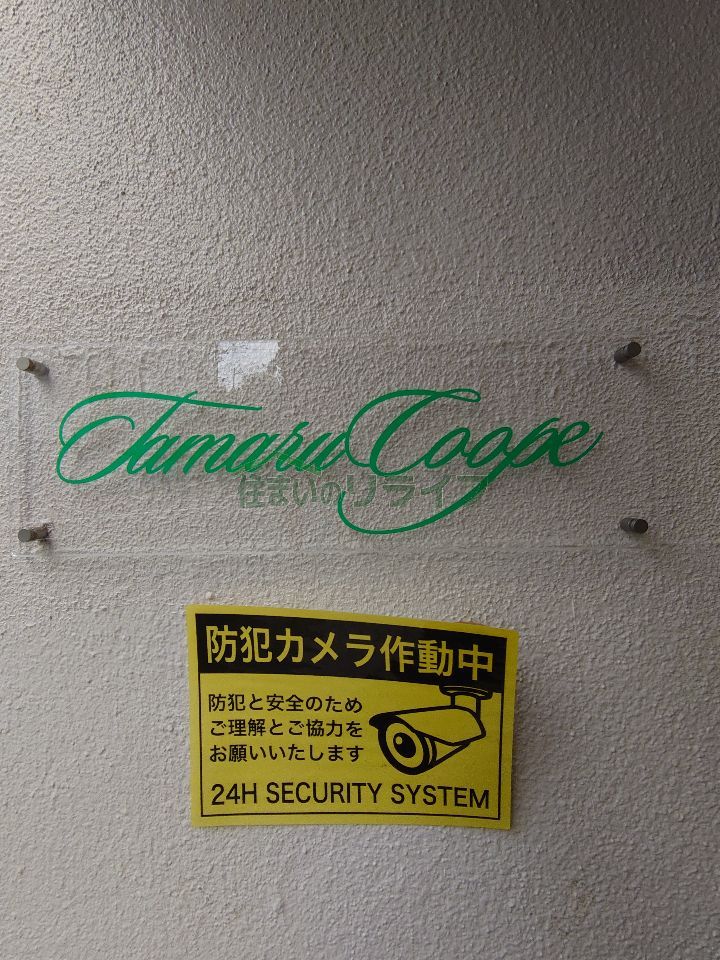 Tamaru Coope
住まいのリライフ
防犯カメラ作動中
防犯と安全のため
ご理解とご協力を
お願いいたします
24H SECURITY SYSTEM